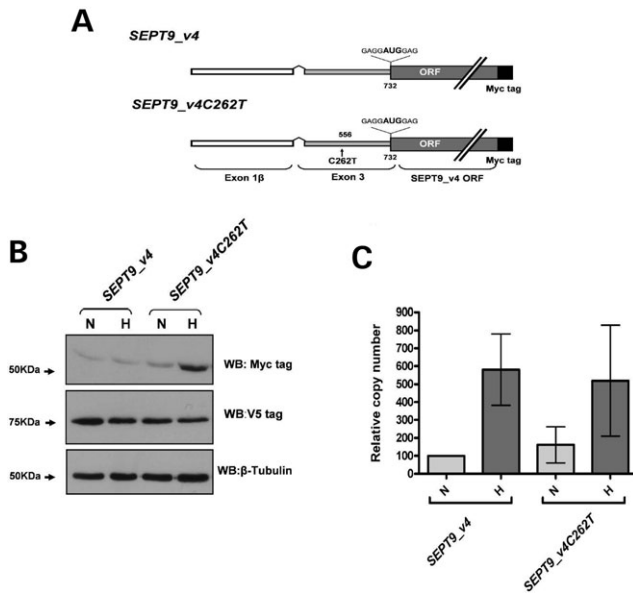 A
SEPT9_v4
GAGGAUGGAG
ORF
732
Myc tag
SEPT9_v4C262T
GAGGAUGGAG
556
ORF
C262T
732
Myc tag
Exon 1β
Exon 3
SEPT9_v4 ORF
B
SEPT9_v4
SEPT9_v4C262T
N H N H
50KDa
WB: Myc tag
75KDa
WB:V5 tag
50KDa
WB:β-Tubulin
C
Relative copy number
900
800
700
600
500
400
300
200
100
0
N H N H
SEPT9_v4
SEPT9_v4C262T